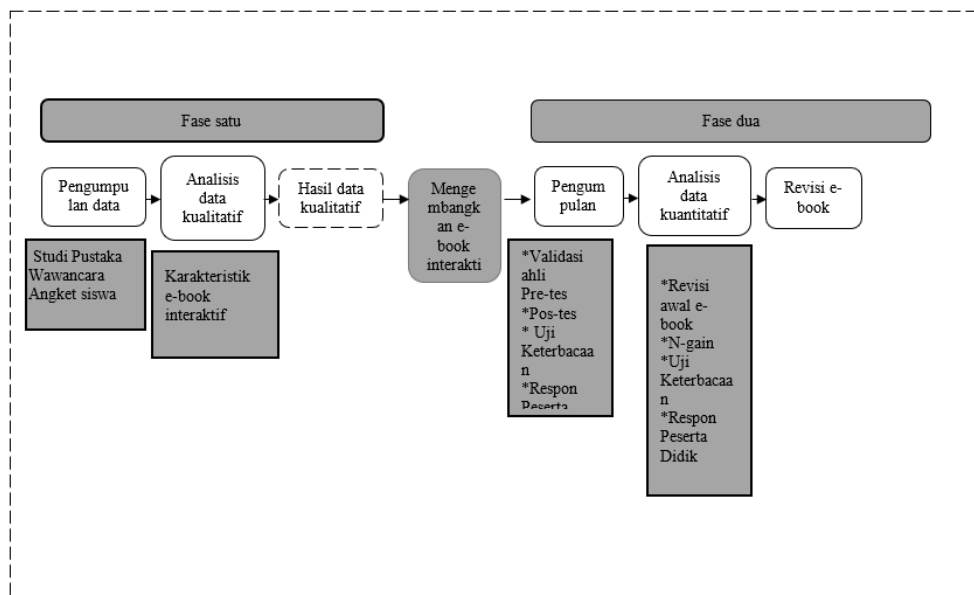 Fase satu
Fase dua
Pengumpu
lan data
Analisis
data
kualitatif
Hasil data
kualitatif
Menge
mbangk
an e-
book
interakti
Pengum
pulan
Analisis
data
kuantitatif
Revisi e-
book
Studi Pustaka
Wawancara
Angket siswa
Karakteristik
e-book
interaktif
*Validasi
ahli
Pre-tes
*Pos-tes
* Uji
Keterbacaa
n
*Respon
Peserta
*Revisi
awal e-
book
*N-gain
*Uji
Keterbacaa
n
*Respon
Peserta
Didik